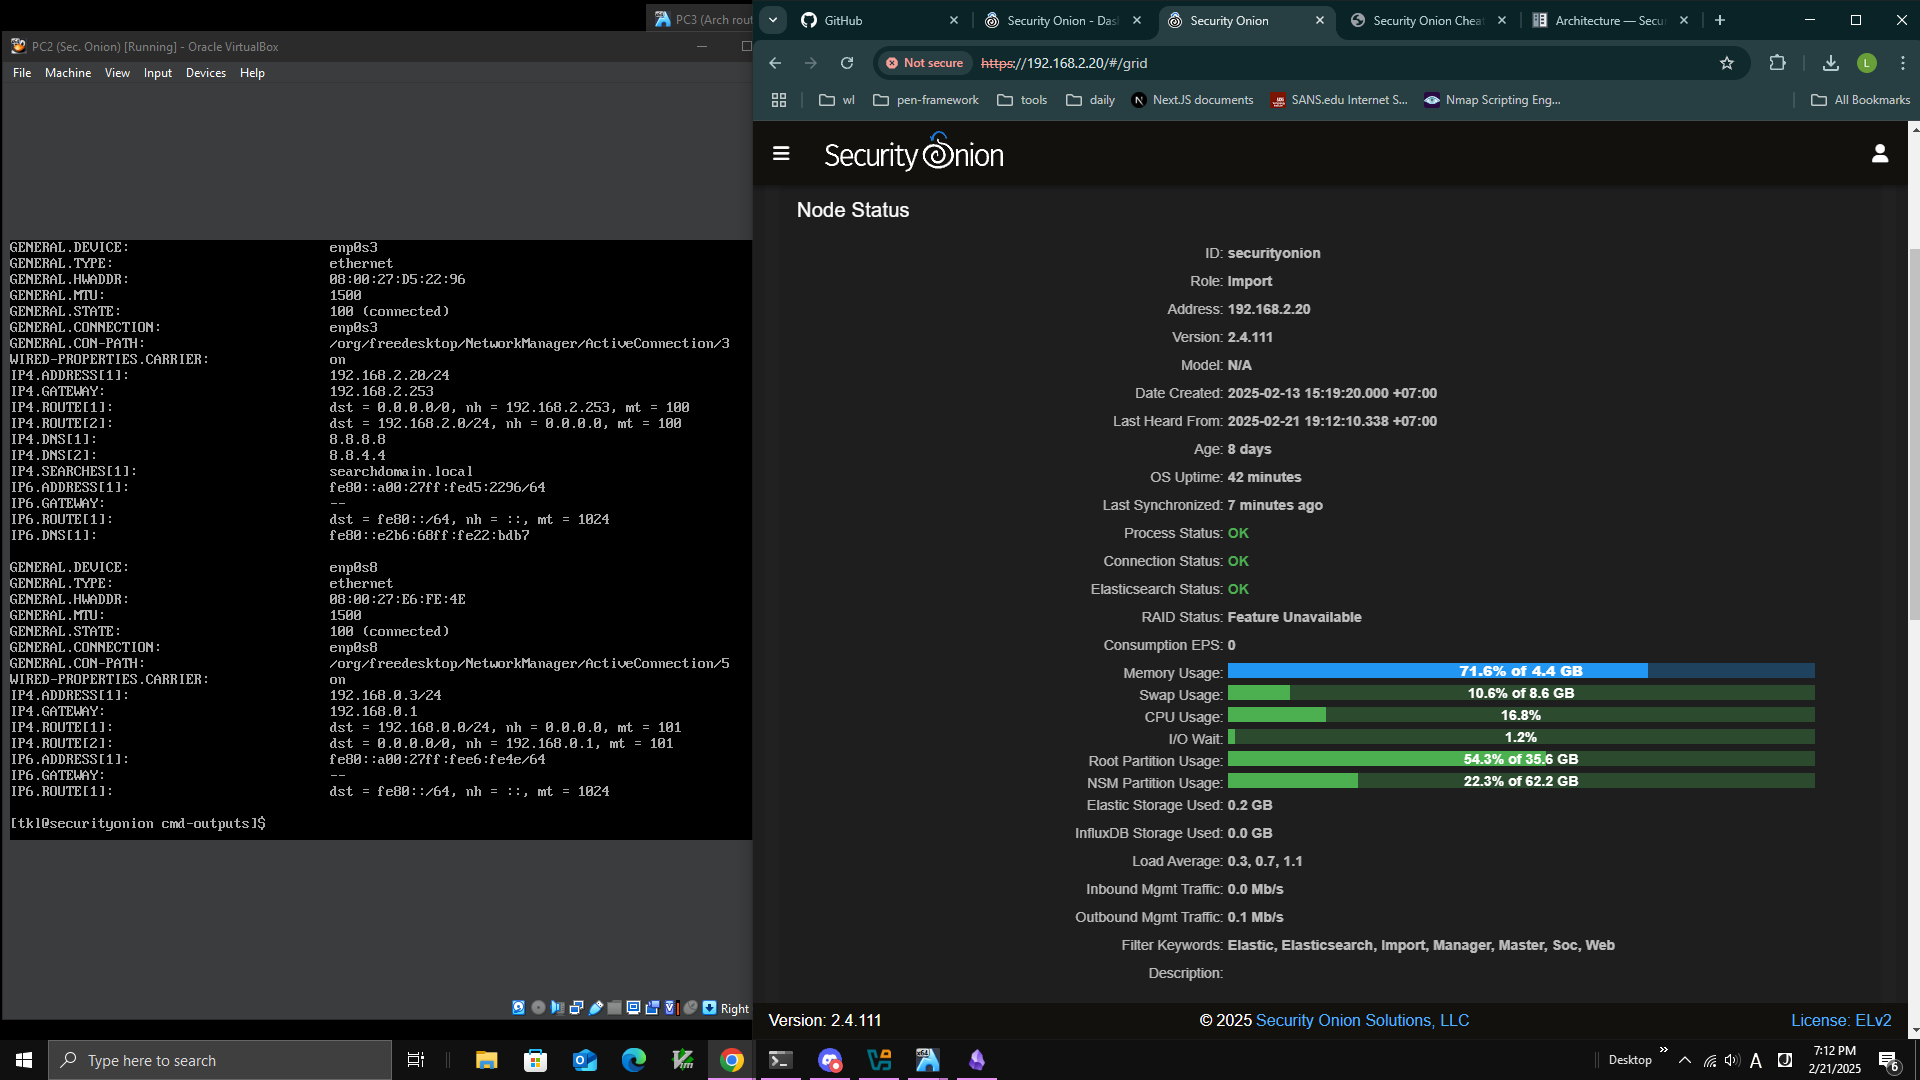 PC3 (Arch rout
PC2 (Sec. Onion) [Running] - Oracle VirtualBox
File Machine View Input Devices Help
GENERAL.DEVICE: enp0s3
GENERAL.TYPE: ethernet
GENERAL.HWADDR: 08:00:27:D5:22:96
GENERAL.MTU: 1500
GENERAL.STATE: 100 (connected)
GENERAL.CONNECTION: enp0s3
GENERAL.CON-PATH: /org/freedesktop/NetworkManager/ActiveConnection/3
WIRED-PROPERTIES.CARRIER: on
IP4.ADDRESS[1]: 192.168.2.20/24
IP4.GATEWAY: 192.168.2.253
IP4.ROUTE[1]: dst = 0.0.0.0/0, nh = 192.168.2.253, mt = 100
IP4.ROUTE[2]: dst = 192.168.2.0/24, nh = 0.0.0.0, mt = 100
IP4.DNS[1]: 8.8.8.8
IP4.DNS[2]: 8.8.4.4
IP4.SEARCHES[1]: searchdomain.local
IP6.ADDRESS[1]: fe80::a00:27ff:fed5:2296/64
IP6.GATEWAY: --
IP6.ROUTE[1]: dst = fe80::/64, nh = ::, mt = 1024
IP6.DNS[1]: fe80::e2b6:68ff:fe22:bdb7
GENERAL.DEVICE: enp0s8
GENERAL.TYPE: ethernet
GENERAL.HWADDR: 08:00:27:E6:FE:4E
GENERAL.MTU: 1500
GENERAL.STATE: 100 (connected)
GENERAL.CONNECTION: enp0s8
GENERAL.CON-PATH: /org/freedesktop/NetworkManager/ActiveConnection/5
WIRED-PROPERTIES.CARRIER: on
IP4.ADDRESS[1]: 192.168.0.3/24
IP4.GATEWAY: 192.168.0.1
IP4.ROUTE[1]: dst = 192.168.0.0/24, nh = 0.0.0.0, mt = 101
IP4.ROUTE[2]: dst = 0.0.0.0/0, nh = 192.168.0.1, mt = 101
IP6.ADDRESS[1]: fe80::a00:27ff:fee6:fe4e/64
IP6.GATEWAY: --
IP6.ROUTE[1]: dst = fe80::/64, nh = ::, mt = 1024
[tkl@securityonion cmd-outputs]$
Right
GitHub
Security Onion - Das
Security Onion
Security Onion Chea
Architecture — Secu
Not secure https://192.168.2.20/#/grid
L
wl pen-framework tools daily NextJS documents SANS.edu Internet S... Nmap Scripting Eng... All Bookmarks
Security Onion
Node Status
ID: securityonion
Role: Import
Address: 192.168.2.20
Version: 2.4.111
Model: N/A
Date Created: 2025-02-13 15:19:20.000 +07:00
Last Heard From: 2025-02-21 19:12:10.338 +07:00
Age: 8 days
OS Uptime: 42 minutes
Last Synchronized: 7 minutes ago
Process Status: OK
Connection Status: OK
Elasticsearch Status: OK
RAID Status: Feature Unavailable
Consumption EPS: 0
Memory Usage: 71.6% of 4.4 GB
Swap Usage: 10.6% of 8.6 GB
CPU Usage: 16.8%
I/O Wait: 1.2%
Root Partition Usage: 54.3% of 35.6 GB
NSM Partition Usage: 22.3% of 62.2 GB
Elastic Storage Used: 0.2 GB
InfluxDB Storage Used: 0.0 GB
Load Average: 0.3, 0.7, 1.1
Inbound Mgmt Traffic: 0.0 Mb/s
Outbound Mgmt Traffic: 0.1 Mb/s
Filter Keywords: Elastic, Elasticsearch, Import, Manager, Master, Soc, Web
Description:
Version: 2.4.111 © 2025 Security Onion Solutions, LLC License: ELv2
Type here to search
Desktop » A 7:12 PM
2/21/2025 6